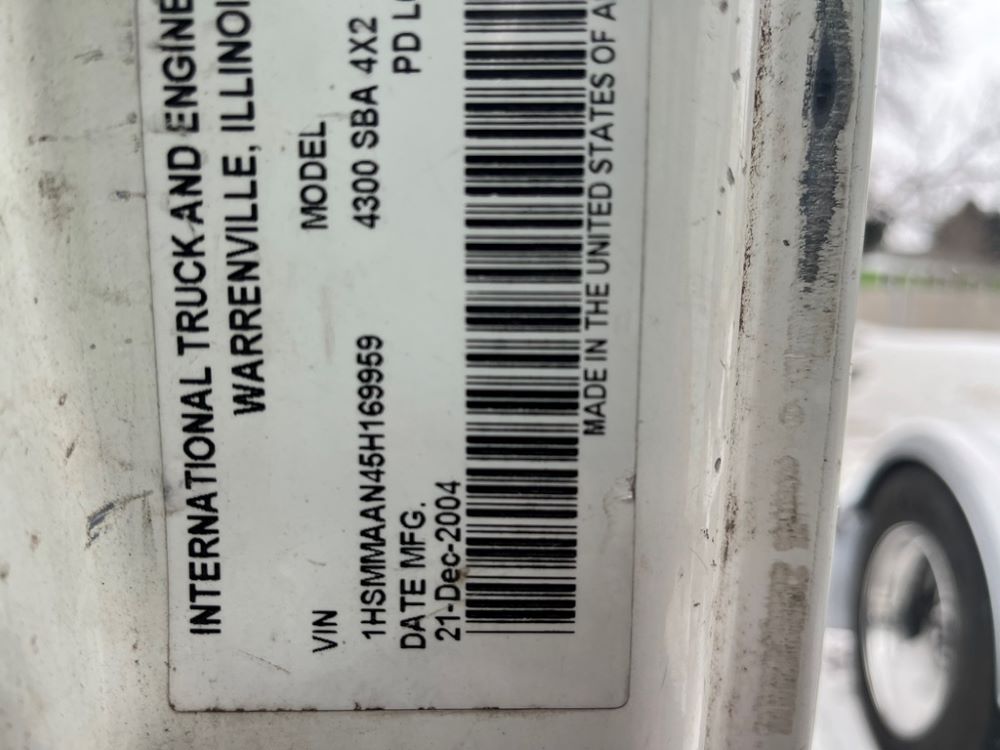 INTERNATIONAL TRUCK AND ENGINE
WARRENVILLE, ILLINOI
VIN MODEL
1HSMMAAN45H169959 4300 SBA 4X2
DATE MFG. PD L
21-Dec-2004
MADE IN THE UNITED STATES OF A